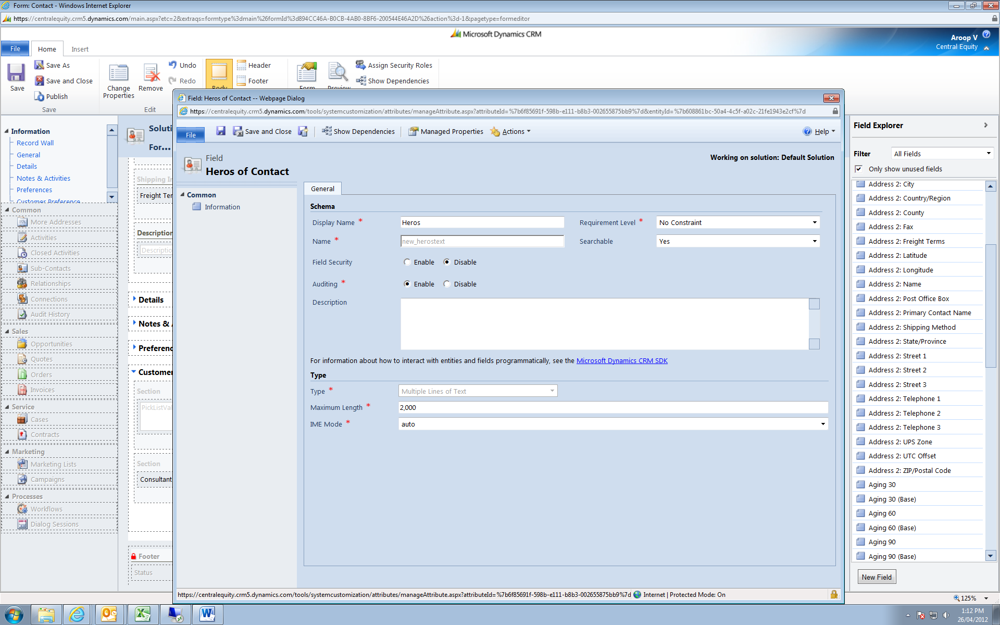 Form: Contact - Windows Internet Explorer
https://centralequity.crm5.dynamics.com/main.aspx?etc=2&extraqs=formtype%3dmain%26formId%3d894CC46A-B0CB-4AB0-8BF6-200544E46A2D%26action%3d-1&pagetype=formeditor
Microsoft Dynamics CRM
Aroop V
Central Equity
File
Home
Insert
Save
Save As
Save and Close
Publish
Save
Change Properties
Remove
Undo
Redo
Edit
Body
Header
Footer
Form
Preview
Assign Security Roles
Show Dependencies
Information
Record Wall
General
Details
Notes & Activities
Preferences
Customer Preference
Common
More Addresses
Activities
Closed Activities
Sub-Contacts
Relationships
Connections
Audit History
Sales
Opportunities
Quotes
Orders
Invoices
Service
Cases
Contracts
Marketing
Marketing Lists
Campaigns
Processes
Workflows
Dialog Sessions
Soluti
For...
Shipping In
Freight Ter
Description
Descriptio
Details
Notes & A
Preferenc
Customer
Section
PickListVal
Section
Consultant
Footer
Status
Field: Heros of Contact -- Webpage Dialog
https://centralequity.crm5.dynamics.com/tools/systemcustomization/attributes/manageAttribute.aspx?attributeId=%7b6f85691f-598b-e111-b8b3-002655875bb9%7d&entityId=%7b608861bc-50a4-4c5f-a02c-21fe1943e2cf%7d
File
Save and Close
Show Dependencies
Managed Properties
Actions
Help
Field
Heros of Contact
Working on solution: Default Solution
Common
Information
General
Schema
Display Name *
Heros
Requirement Level *
No Constraint
Name *
new_herostext
Searchable
Yes
Field Security
Enable
Disable
Auditing *
Enable
Disable
Description
For information about how to interact with entities and fields programmatically, see the Microsoft Dynamics CRM SDK
Type
Type *
Multiple Lines of Text
Maximum Length *
2,000
IME Mode *
auto
https://centralequity.crm5.dynamics.com/tools/systemcustomization/attributes/manageAttribute.aspx?attributeId=%7b6f85691f-598b-e111-b8b3-002655875bb9%7d
Internet | Protected Mode: On
Field Explorer
Filter
All Fields
Only show unused fields
Address 2: City
Address 2: Country/Region
Address 2: County
Address 2: Fax
Address 2: Freight Terms
Address 2: Latitude
Address 2: Longitude
Address 2: Name
Address 2: Post Office Box
Address 2: Primary Contact Name
Address 2: Shipping Method
Address 2: State/Province
Address 2: Street 1
Address 2: Street 2
Address 2: Street 3
Address 2: Telephone 1
Address 2: Telephone 2
Address 2: Telephone 3
Address 2: UPS Zone
Address 2: UTC Offset
Address 2: ZIP/Postal Code
Aging 30
Aging 30 (Base)
Aging 60
Aging 60 (Base)
Aging 90
Aging 90 (Base)
New Field
125%
1:12 PM
26/04/2012